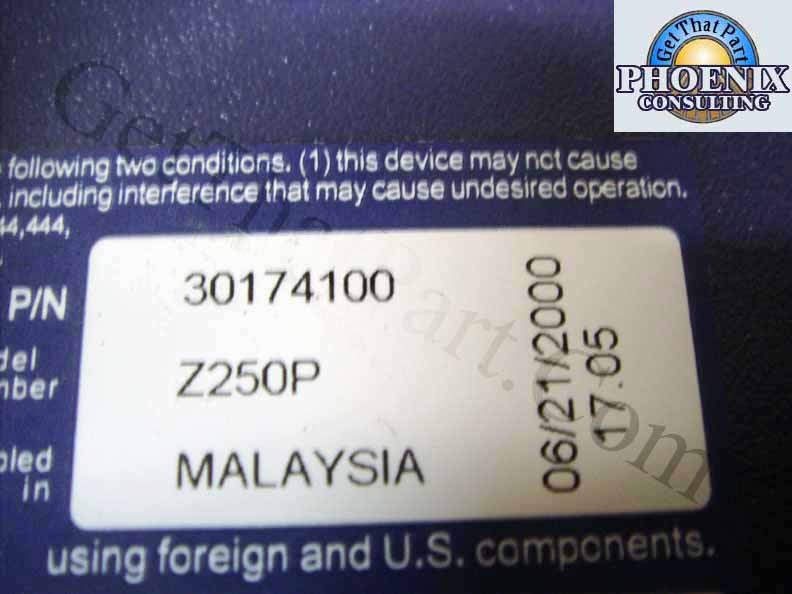 Get That Part
PHOENIX
CONSULTING
following two conditions. (1) this device may not cause
, including interference that may cause undesired operation.
44,444,
P/N 30174100
del
nber Z250P
bled
in MALAYSIA
06/21/2000
17.05
using foreign and U.S. components.
GetThatPart.Com